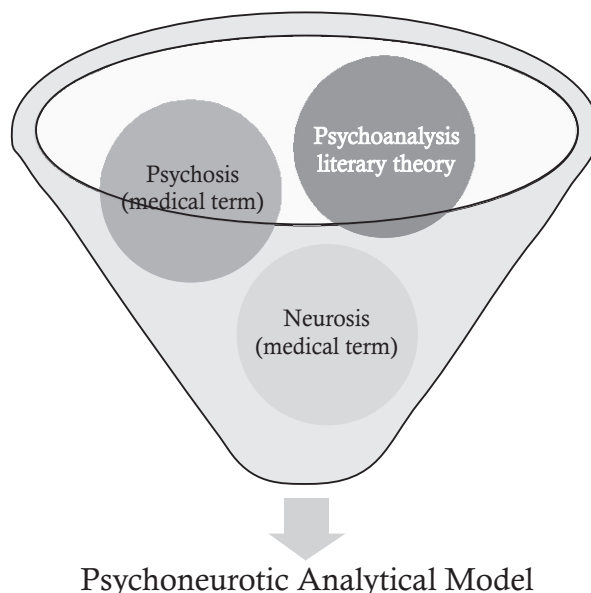 Psychoanalysis
literary theory
Psychosis
(medical term)
Neurosis
(medical term)
Psychoneurotic Analytical Model